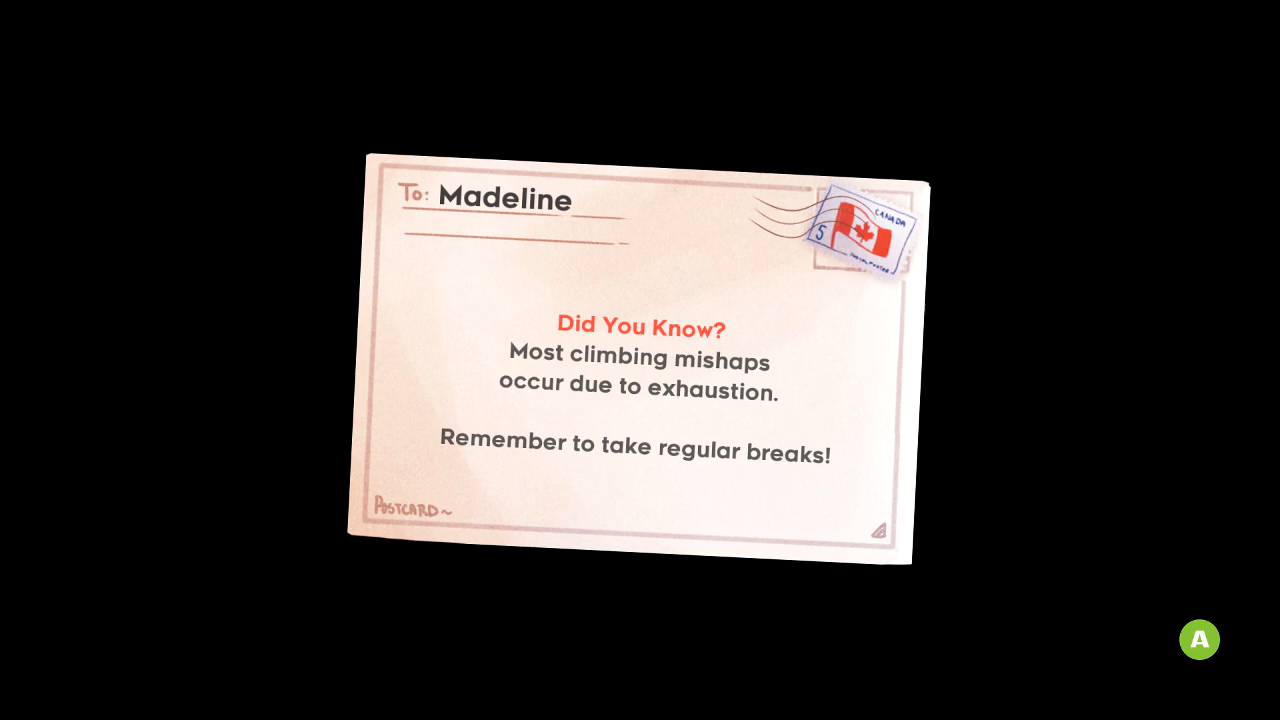 To: Madeline
CANADA
5
Did You Know?
Most climbing mishaps
occur due to exhaustion.
Remember to take regular breaks!
POSTCARD~
A